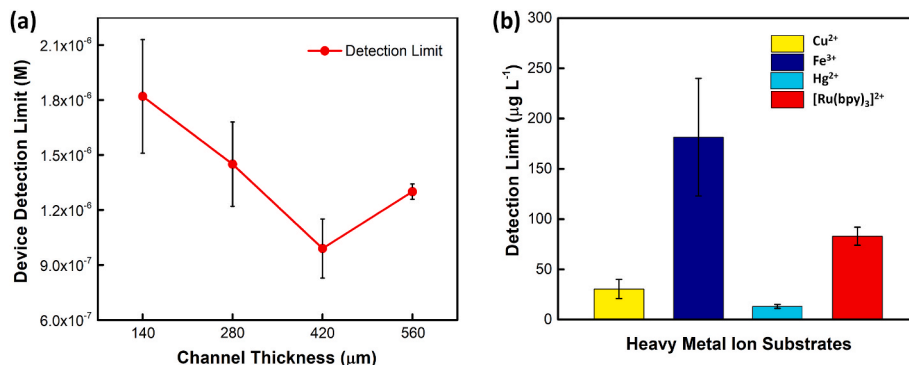 (a)
Detection Limit
Device Detection Limit (M)
2.1x10⁻⁶
1.8x10⁻⁶
1.5x10⁻⁶
1.2x10⁻⁶
9.0x10⁻⁷
6.0x10⁻⁷
140 280 420 560
Channel Thickness (μm)
(b)
Cu²⁺
Fe³⁺
Hg²⁺
[Ru(bpy)₃]²⁺
Detection Limit (μg L⁻¹)
300
250
200
150
100
50
0
Heavy Metal Ion Substrates